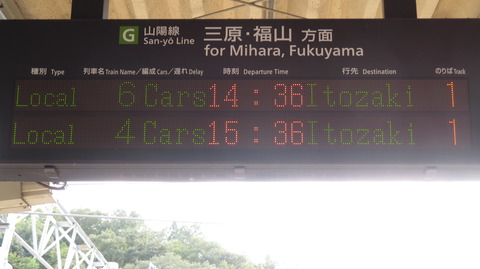 G 山陽線 三原・福山 方面
San-yō Line for Mihara, Fukuyama
種別 Type 列車名 Train Name/編成 Cars/遅れ Delay 時刻 Departure Time 行先 Destination のりば Track
Local 6 Cars 14:36 Itozaki 1
Local 4 Cars 15:36 Itozaki 1